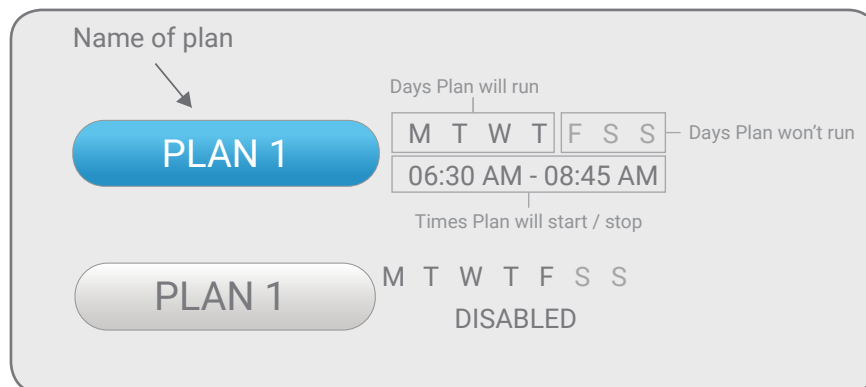 Name of plan
Days Plan will run
PLAN 1
M T W T F S S
Days Plan won’t run
06:30 AM - 08:45 AM
Times Plan will start / stop
PLAN 1
M T W T F S S
DISABLED